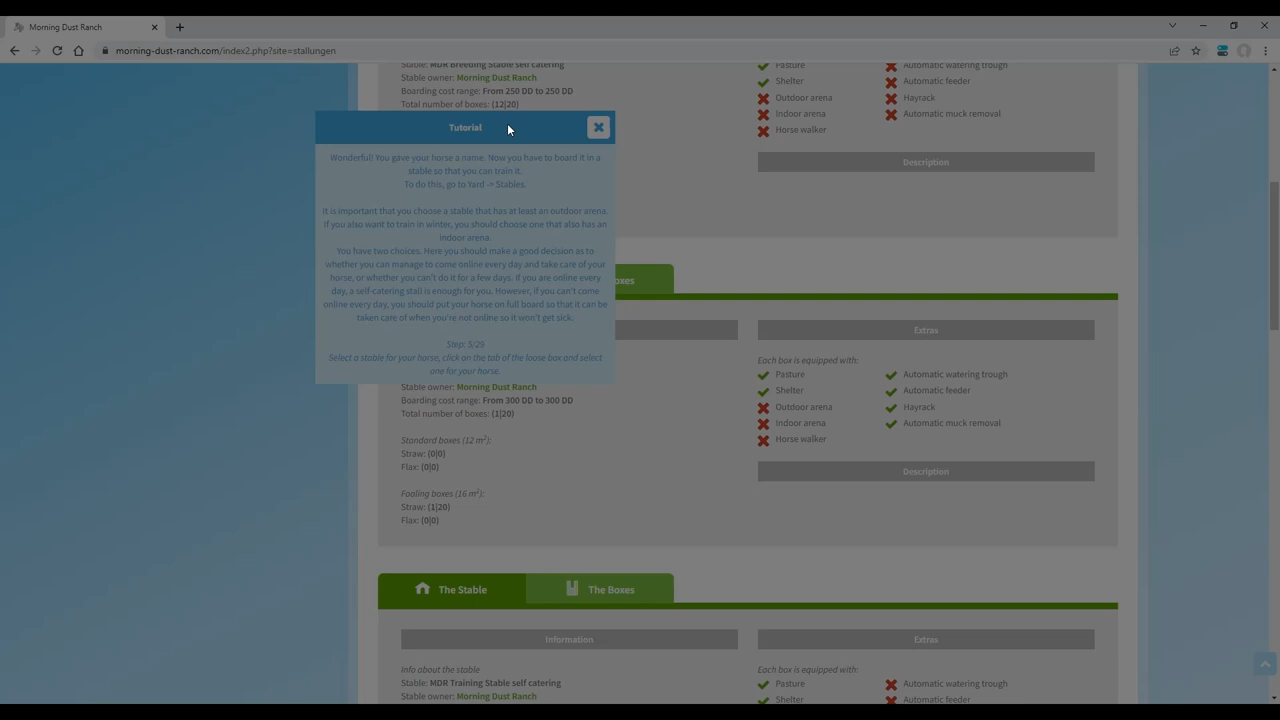 Morning Dust Ranch
morning-dust-ranch.com/index2.php?site=stallungen
Stable: MDR Breeding Stable self catering
Stable owner: Morning Dust Ranch
Boarding cost range: From 250 DD to 250 DD
Total number of boxes: (12|20)
Pasture
Automatic watering trough
Shelter
Automatic feeder
Outdoor arena
Hayrack
Indoor arena
Automatic muck removal
Horse walker
Description
Tutorial
Wonderful! You gave your horse a name. Now you have to board it in a
stable so that you can train it.
To do this, go to Yard -> Stables.
It is important that you choose a stable that has at least an outdoor arena.
If you also want to train in winter, you should choose one that also has an
indoor arena.
You have two choices. Here you should make a good decision as to
whether you can manage to come online every day and take care of your
horse, or whether you can't do it for a few days. If you are online every
day, a self-catering stall is enough for you. However, if you can't come
online every day, you should put your horse on full board so that it can be
taken care of when you're not online so it won't get sick.
Step: 5/26
Select a stable for your horse, click on the tab of the loose box and select
one for your horse.
oxes
Extras
Each box is equipped with:
Pasture
Automatic watering trough
Shelter
Automatic feeder
Outdoor arena
Hayrack
Indoor arena
Automatic muck removal
Horse walker
Description
Stable owner: Morning Dust Ranch
Boarding cost range: From 300 DD to 300 DD
Total number of boxes: (1|20)
Standard boxes (12 m²):
Straw: (0|0)
Flax: (0|0)
Foaling boxes (16 m²):
Straw: (1|20)
Flax: (0|0)
The Stable
The Boxes
Information
Extras
Info about the stable
Each box is equipped with:
Stable: MDR Training Stable self catering
Pasture
Automatic watering trough
Stable owner: Morning Dust Ranch
Shelter
Automatic feeder